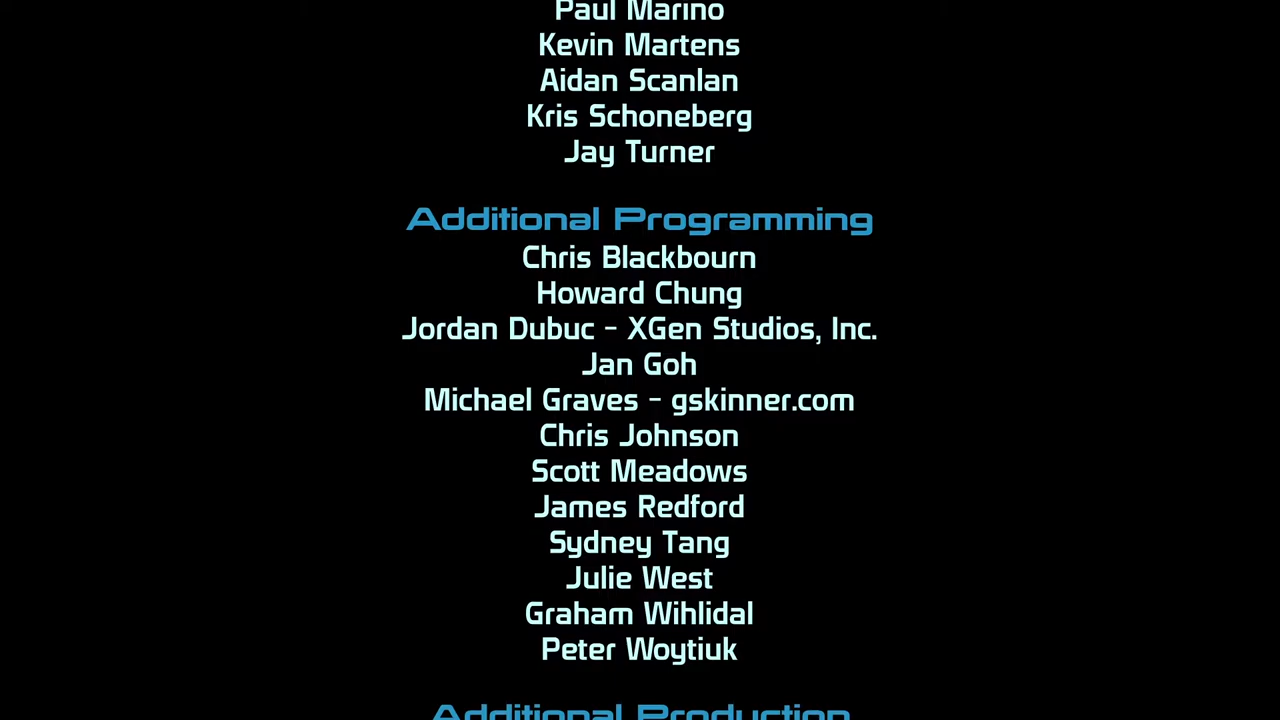 Paul Marino
Kevin Martens
Aidan Scanlan
Kris Schoneberg
Jay Turner
Additional Programming
Chris Blackbourn
Howard Chung
Jordan Dubuc - XGen Studios, Inc.
Jan Goh
Michael Graves - gskinner.com
Chris Johnson
Scott Meadows
James Redford
Sydney Tang
Julie West
Graham Wihlidal
Peter Woytiuk
Additional Production